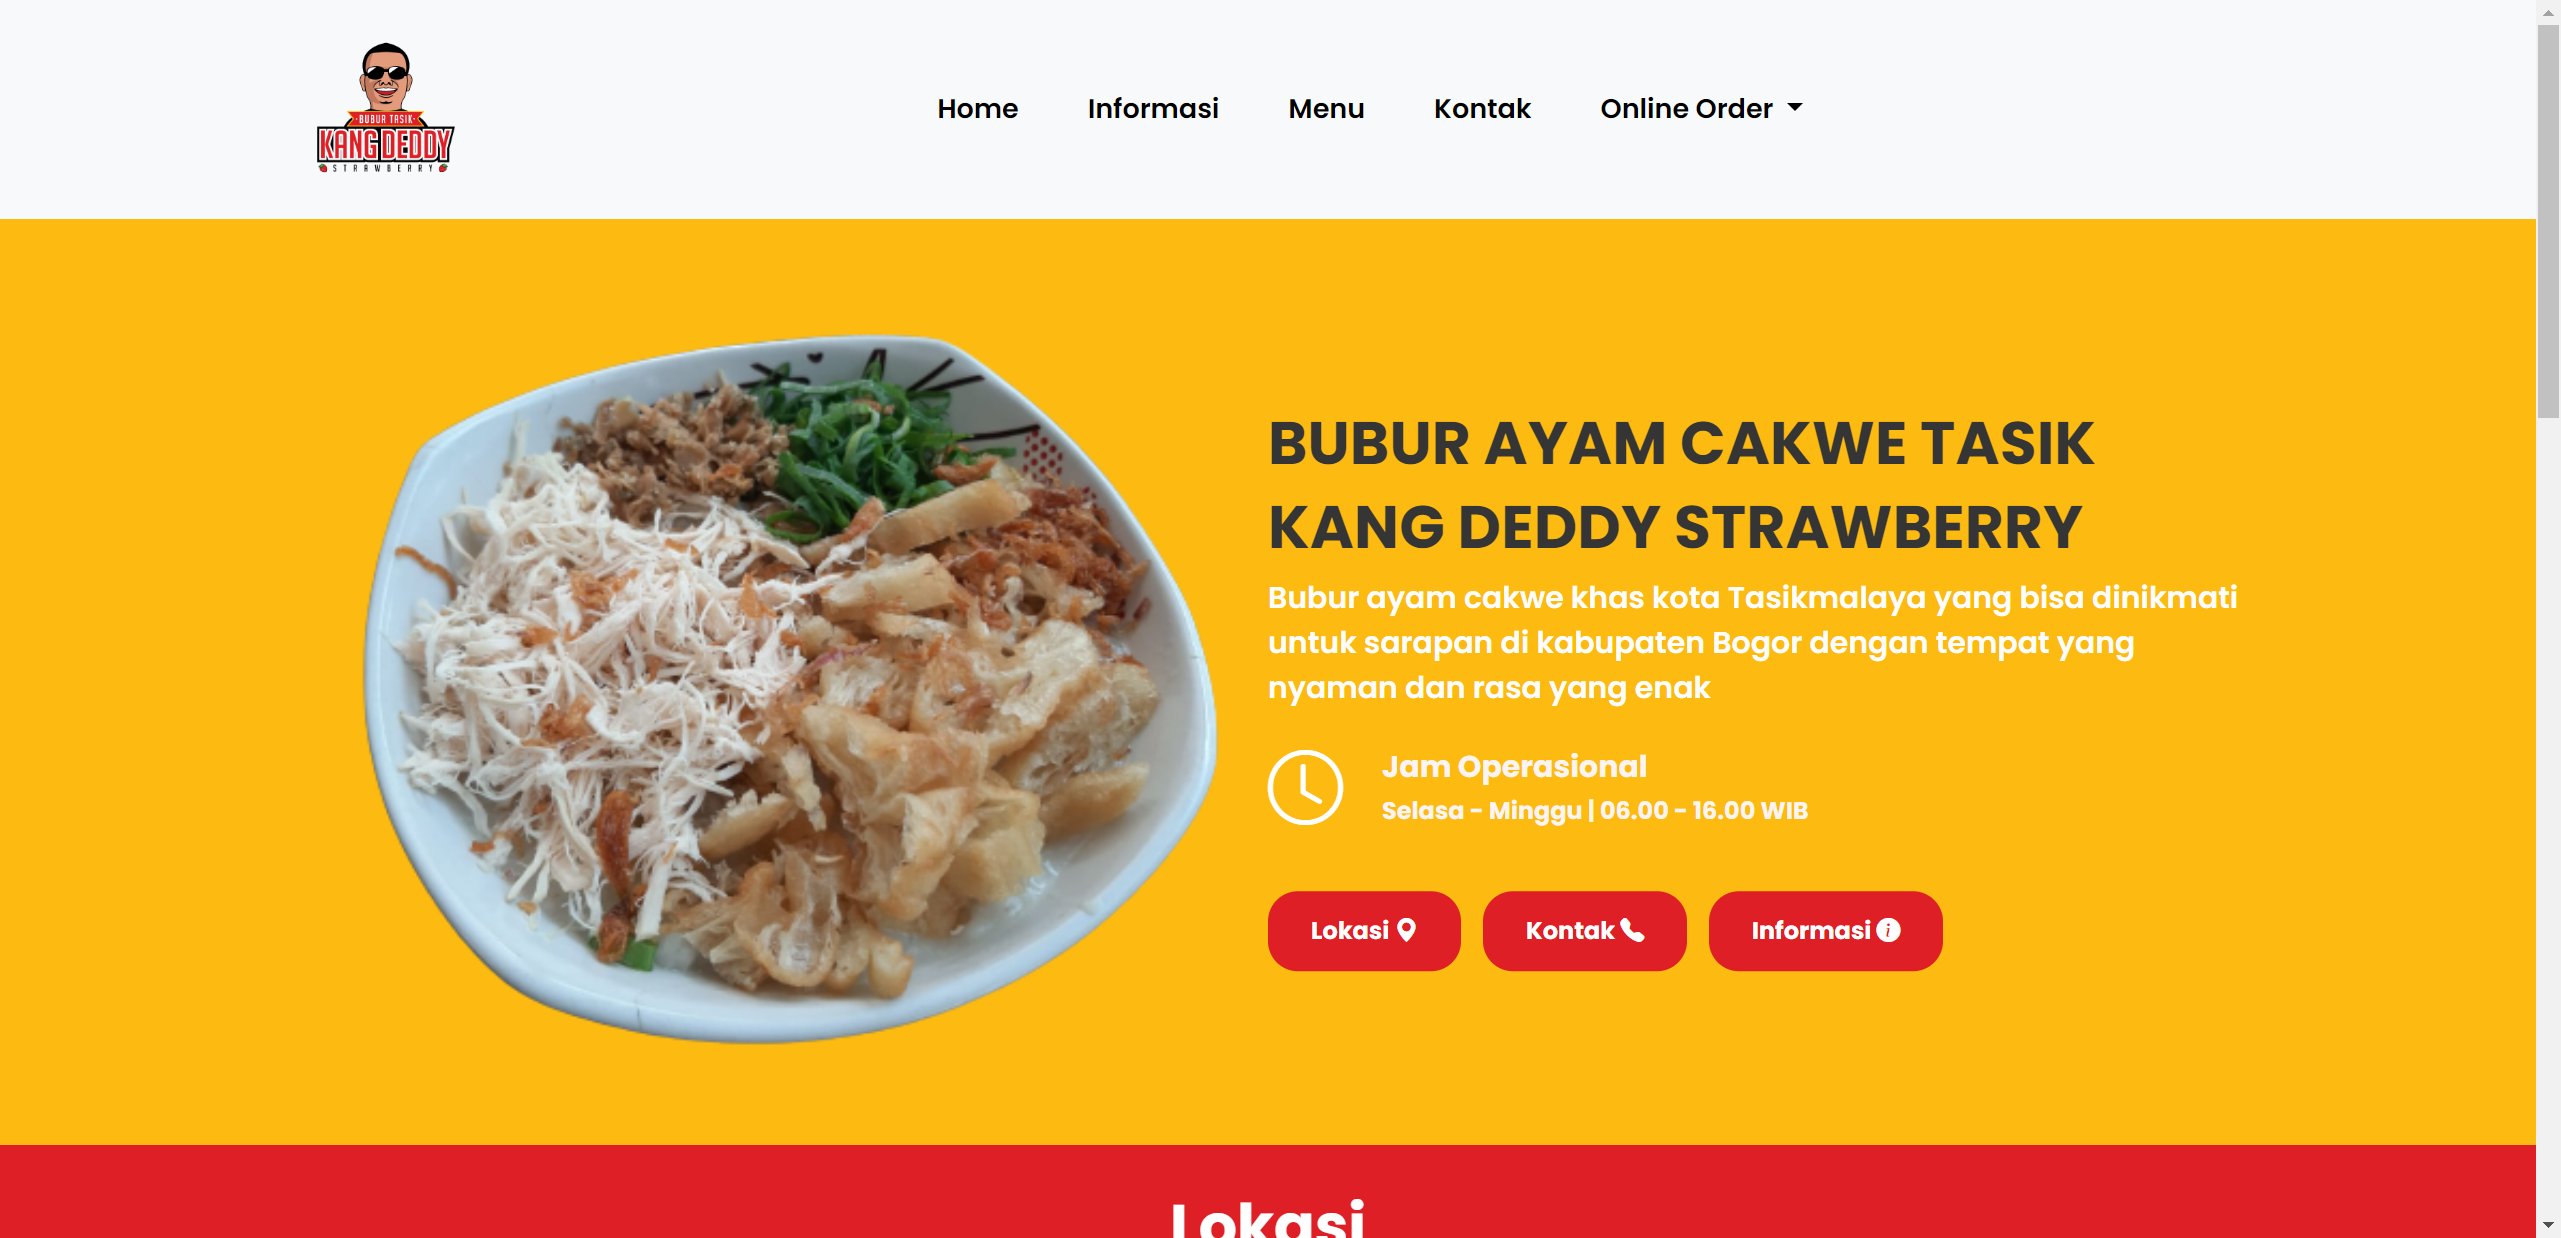 BUBUR TASIK
KANG DEDDY
STRAWBERRY
Home
Informasi
Menu
Kontak
Online Order
BUBUR AYAM CAKWE TASIK
KANG DEDDY STRAWBERRY
Bubur ayam cakwe khas kota Tasikmalaya yang bisa dinikmati
untuk sarapan di kabupaten Bogor dengan tempat yang
nyaman dan rasa yang enak
Jam Operasional
Selasa - Minggu | 06.00 - 16.00 WIB
Lokasi
Kontak
Informasi
Lokasi